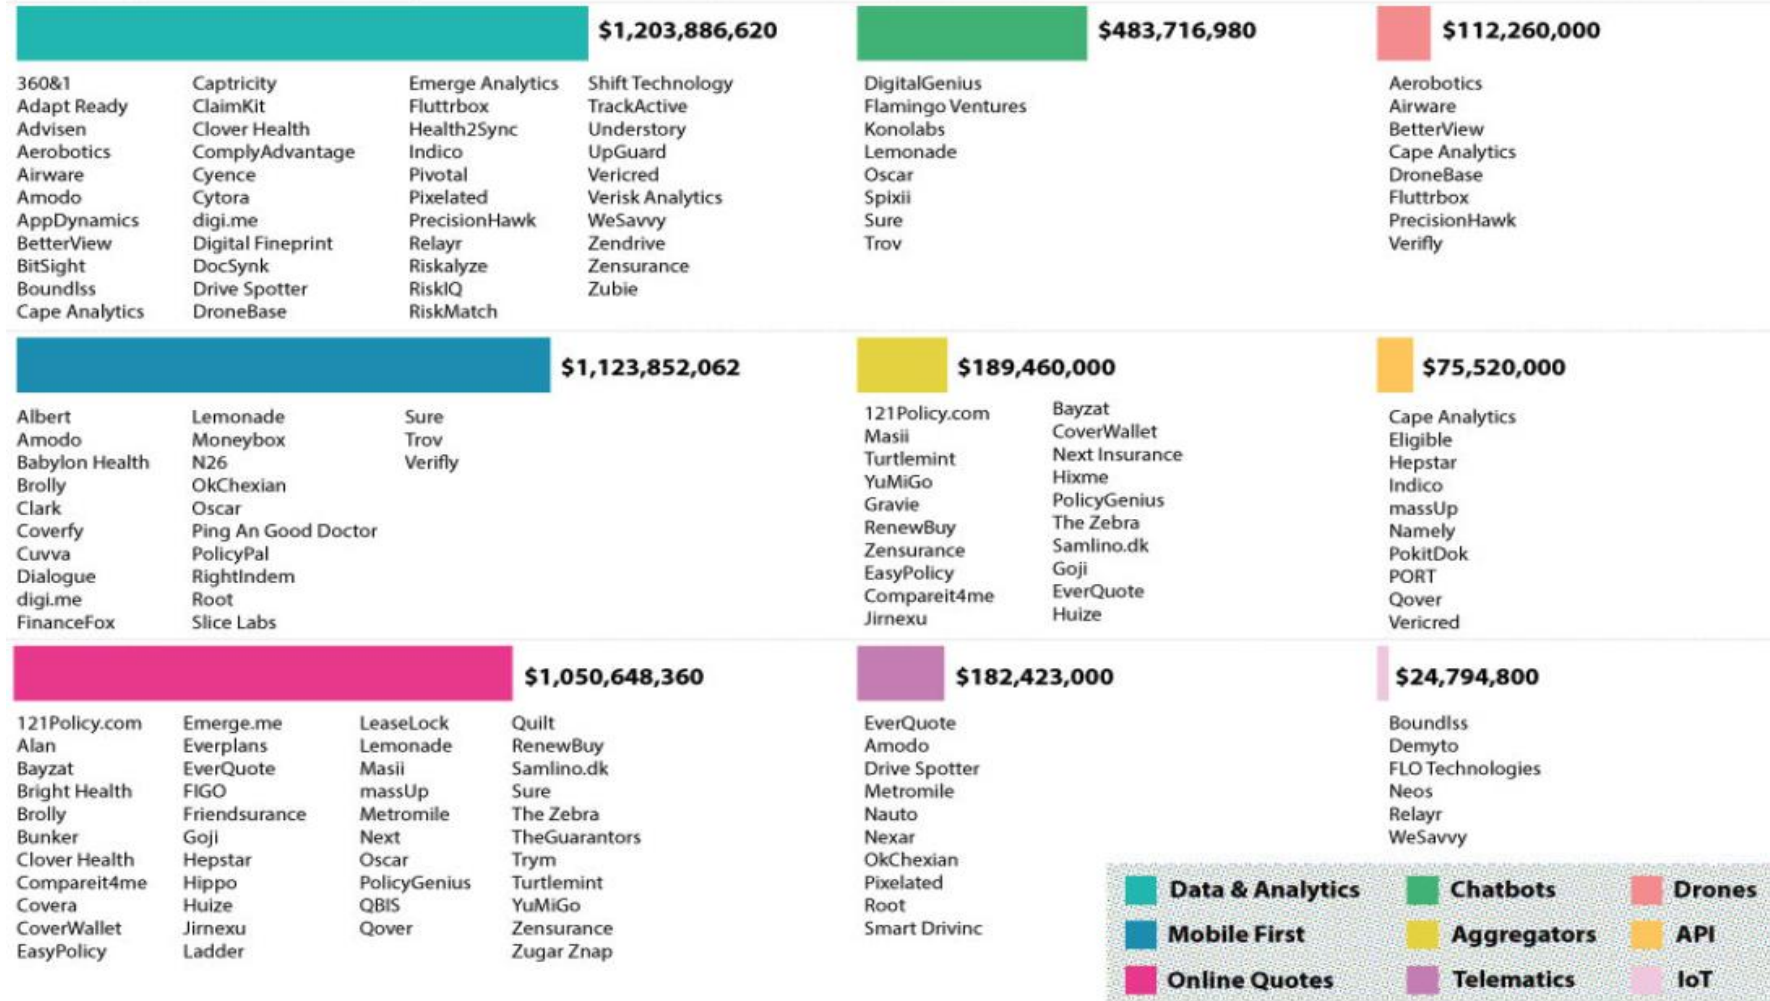 $1,203,886,620
360&1
Adapt Ready
Advisen
Aerobotics
Airware
Amodo
AppDynamics
BetterView
BitSight
Boundlss
Cape Analytics
Captricity
ClaimKit
Clover Health
ComplyAdvantage
Cyence
Cytora
digi.me
Digital Fineprint
DocSynk
Drive Spotter
DroneBase
Emerge Analytics
Fluttrbox
Health2Sync
Indico
Pivotal
Pixelated
PrecisionHawk
Relayr
Riskalyze
RiskIQ
RiskMatch
Shift Technology
TrackActive
Understory
UpGuard
Vericred
Verisk Analytics
WeSavvy
Zendrive
Zensurance
Zubie
$483,716,980
DigitalGenius
Flamingo Ventures
Konolabs
Lemonade
Oscar
Spixii
Sure
Trov
$112,260,000
Aerobotics
Airware
BetterView
Cape Analytics
DroneBase
Fluttrbox
PrecisionHawk
Verifly
$1,123,852,062
Albert
Amodo
Babylon Health
Brolly
Clark
Coverfy
Cuvva
Dialogue
digi.me
FinanceFox
Lemonade
Moneybox
N26
OkChexian
Oscar
Ping An Good Doctor
PolicyPal
RightIndem
Root
Slice Labs
Sure
Trov
Verifly
$189,460,000
121Policy.com
Masii
Turtlemint
YuMiGo
Gravie
RenewBuy
Zensurance
EasyPolicy
Compareit4me
Jirnexu
Bayzat
CoverWallet
Next Insurance
Hixme
PolicyGenius
The Zebra
Samlino.dk
Goji
EverQuote
Huize
$75,520,000
Cape Analytics
Eligible
Hepstar
Indico
massUp
Namely
PokitDok
PORT
Qover
Vericred
$1,050,648,360
121Policy.com
Alan
Bayzat
Bright Health
Brolly
Bunker
Clover Health
Compareit4me
Covera
CoverWallet
EasyPolicy
Emerge.me
Everplans
EverQuote
FIGO
Friendsurance
Goji
Hepstar
Hippo
Huize
Jirnexu
Ladder
LeaseLock
Lemonade
Masii
massUp
Metromile
Next
Oscar
PolicyGenius
QBIS
Qover
Quilt
RenewBuy
Samlino.dk
Sure
The Zebra
TheGuarantors
Trym
Turtlemint
YuMiGo
Zensurance
Zugar Znap
$182,423,000
EverQuote
Amodo
Drive Spotter
Metromile
Nauto
Nexar
OkChexian
Pixelated
Root
Smart Drivinc
$24,794,800
Boundlss
Demyto
FLO Technologies
Neos
Relayr
WeSavvy
Data & Analytics
Chatbots
Drones
Mobile First
Aggregators
API
Online Quotes
Telematics
IoT